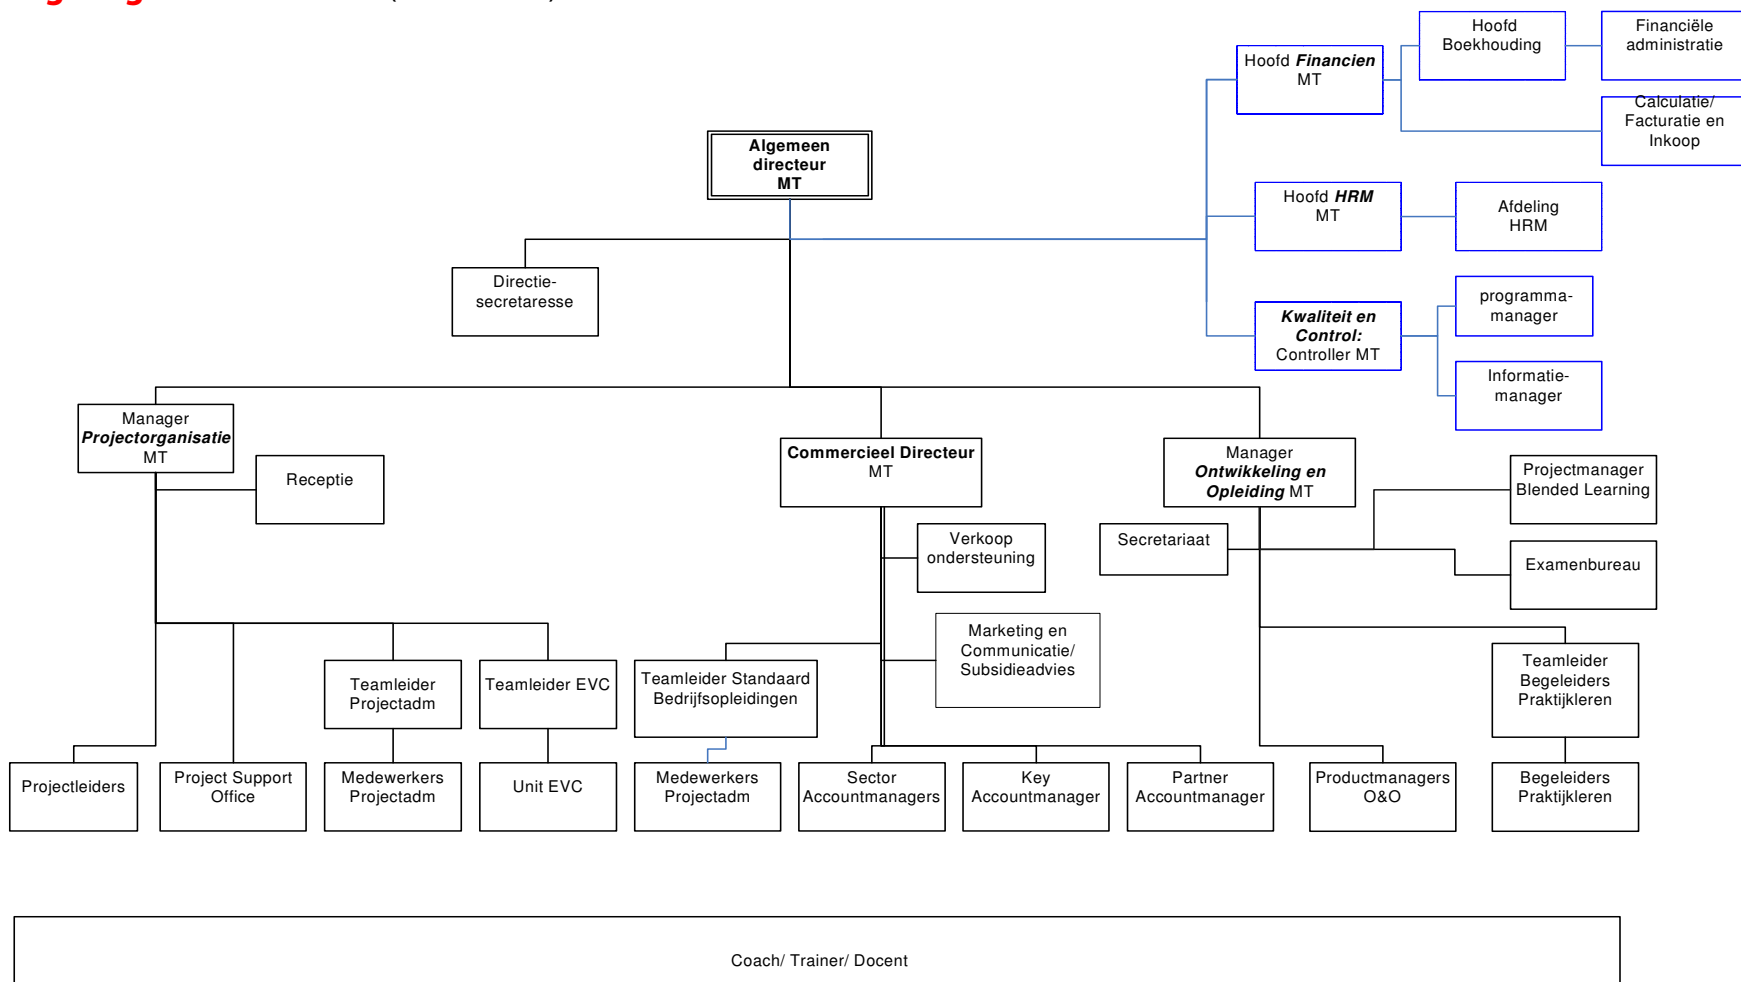 Hoofd
Boekhouding
Financiële
administratie
Hoofd Financien
MT
Calculatie/
Facturatie en
Inkoop
Algemeen
directeur
MT
Hoofd HRM
MT
Afdeling
HRM
Directie-
secretaresse
programma-
manager
Kwaliteit en
Control:
Controller MT
Informatie-
manager
Manager
Projectorganisatie
MT
Receptie
Commercieel Directeur
MT
Manager
Ontwikkeling en
Opleiding MT
Projectmanager
Blended Learning
Verkoop
ondersteuning
Secretariaat
Examenbureau
Marketing en
Communicatie/
Subsidieadvies
Teamleider
Projectadm
Teamleider EVC
Teamleider Standaard
Bedrijfsopleidingen
Teamleider
Begeleiders
Praktijkleren
Projectleiders
Project Support
Office
Medewerkers
Projectadm
Unit EVC
Medewerkers
Projectadm
Sector
Accountmanagers
Key
Accountmanager
Partner
Accountmanager
Productmanagers
O&O
Begeleiders
Praktijkleren
Coach/ Trainer/ Docent